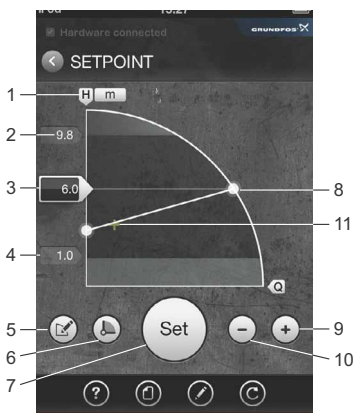 iPod 15:27
Hardware connected
GRUNDFOS
SETPOINT
1 H m
2 9.8
3 6.0 8
11
4 1.0
Q
5 Set - + 9
6 10
7
? C